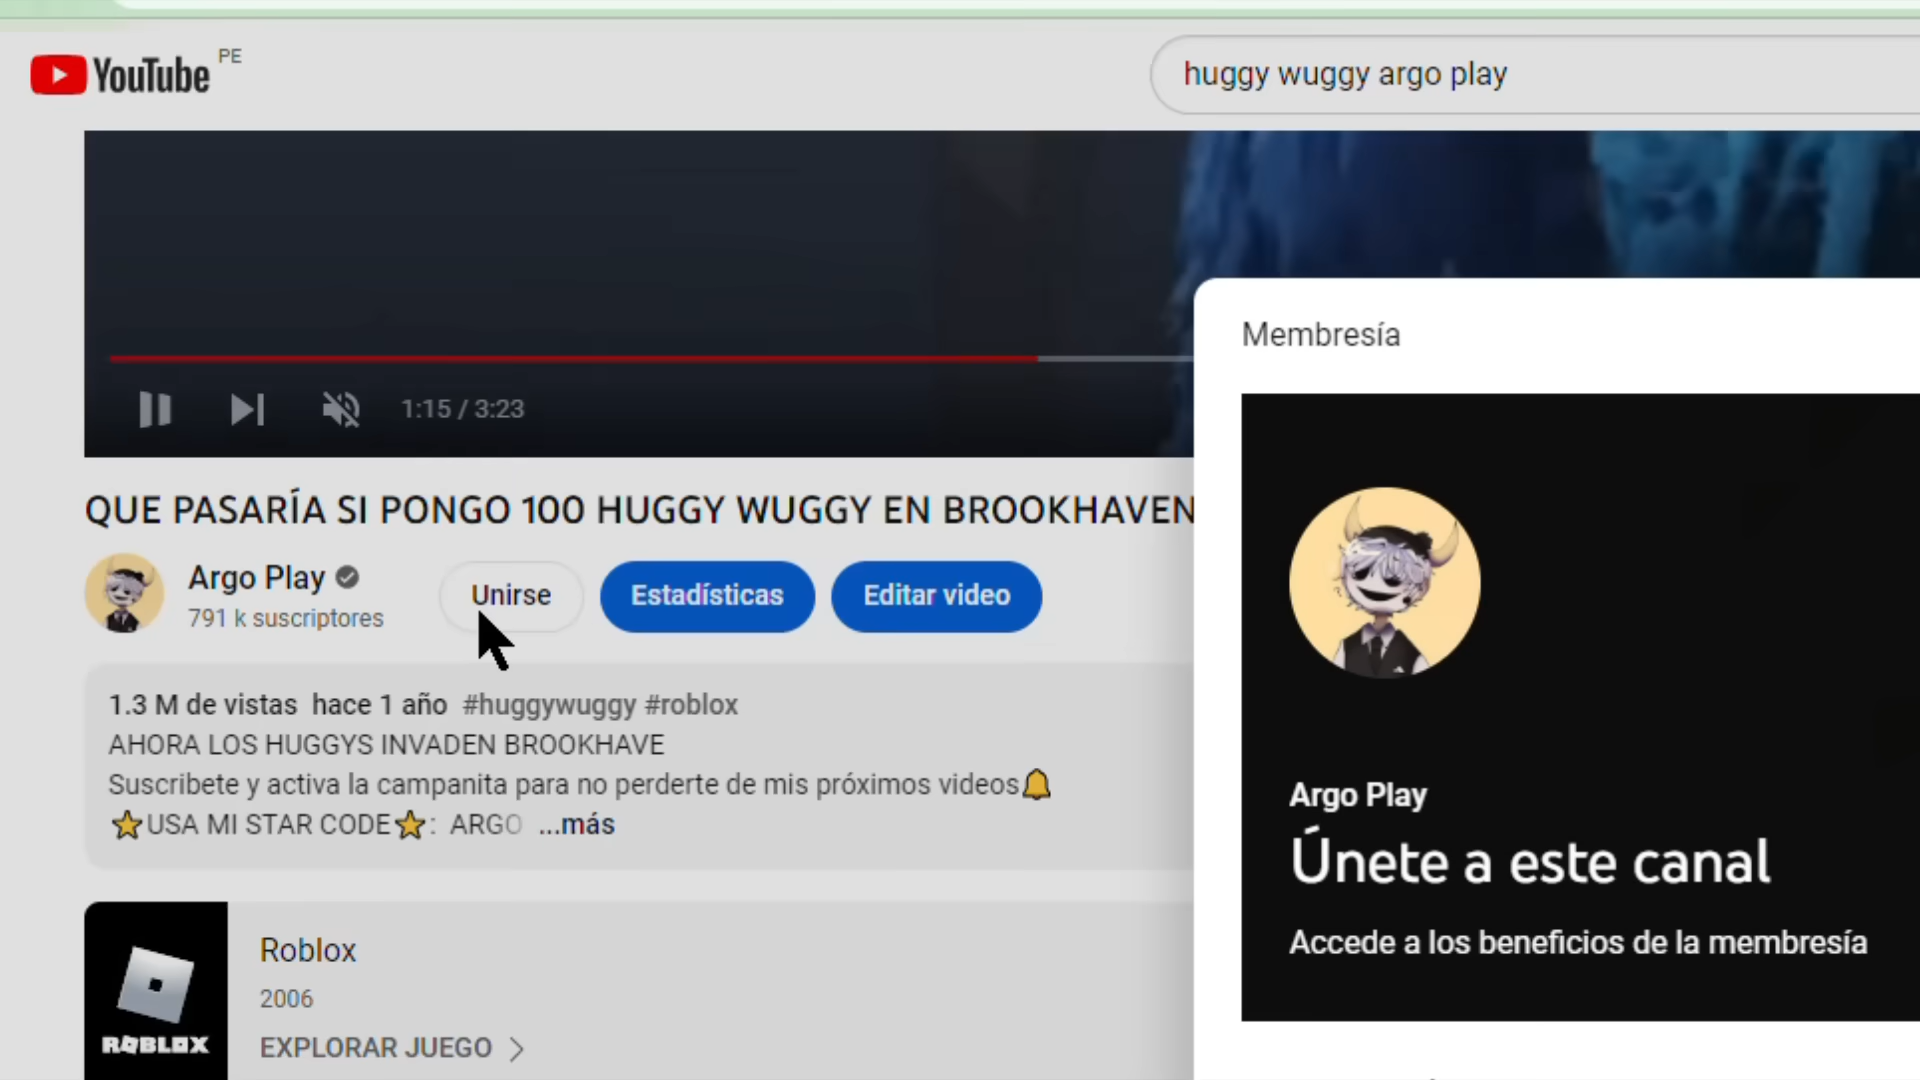 YouTube PE
huggy wuggy argo play
1:15 / 3:23
QUE PASARÍA SI PONGO 100 HUGGY WUGGY EN BROOKHAVEN
Argo Play
791 k suscriptores
Unirse
Estadísticas
Editar video
1.3 M de vistas hace 1 año #huggywuggy #roblox
AHORA LOS HUGGYS INVADEN BROOKHAVE
Suscribete y activa la campanita para no perderte de mis próximos videos🔔
⭐USA MI STAR CODE⭐: ARGO ...más
ROBLOX
Roblox
2006
EXPLORAR JUEGO
Membresía
Argo Play
Únete a este canal
Accede a los beneficios de la membresía